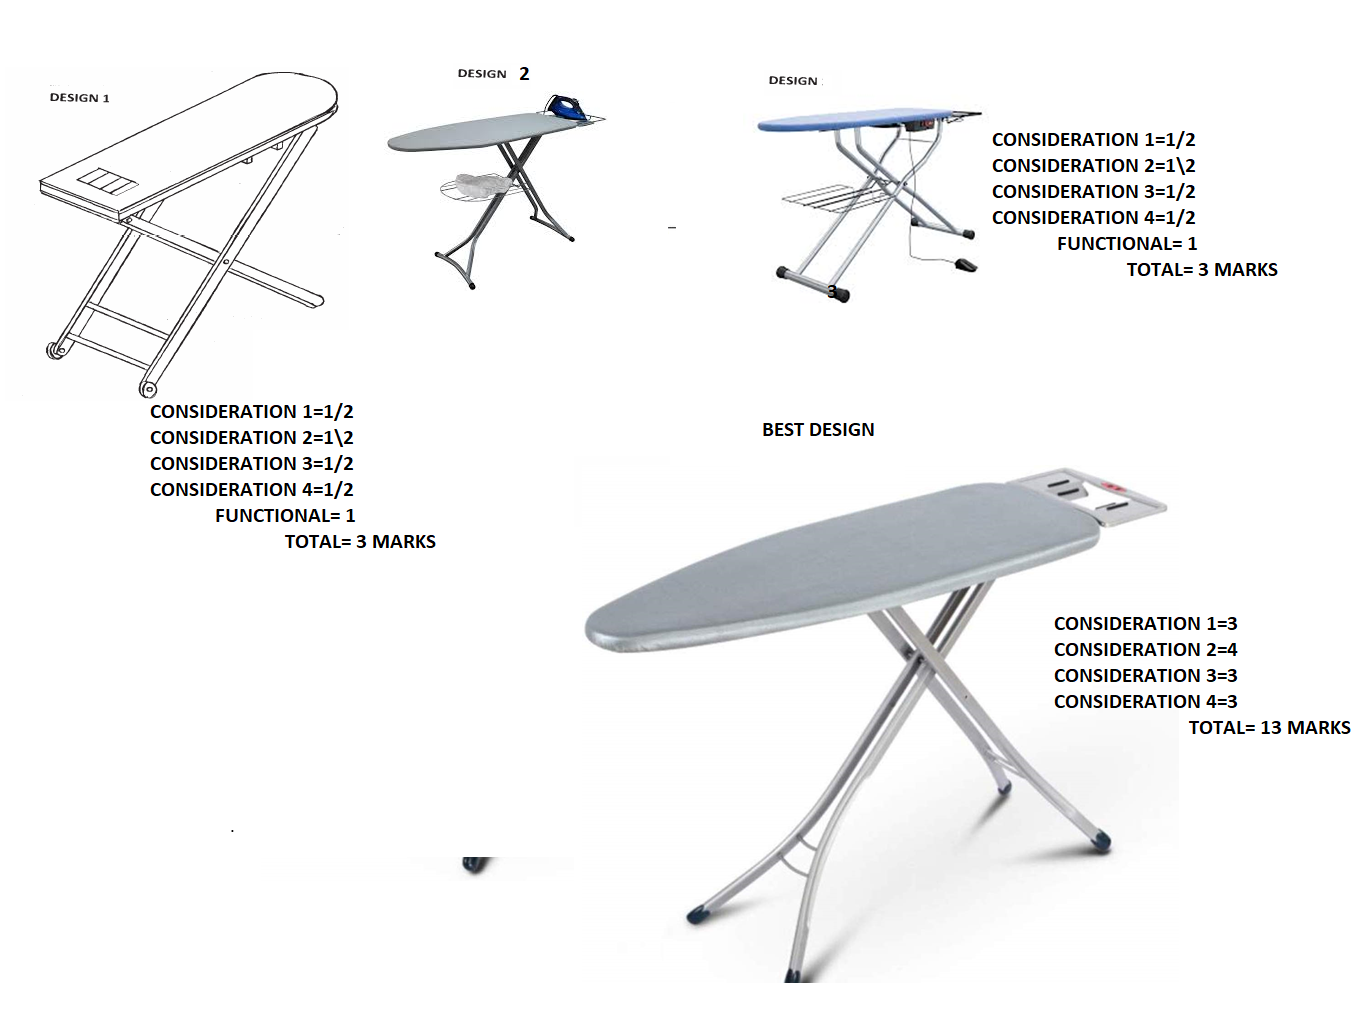 DESIGN 1
DESIGN 2
DESIGN
3
CONSIDERATION 1=1/2
CONSIDERATION 2=1\2
CONSIDERATION 3=1/2
CONSIDERATION 4=1/2
FUNCTIONAL= 1
TOTAL= 3 MARKS
CONSIDERATION 1=1/2
CONSIDERATION 2=1\2
CONSIDERATION 3=1/2
CONSIDERATION 4=1/2
FUNCTIONAL= 1
TOTAL= 3 MARKS
BEST DESIGN
CONSIDERATION 1=3
CONSIDERATION 2=4
CONSIDERATION 3=3
CONSIDERATION 4=3
TOTAL= 13 MARKS